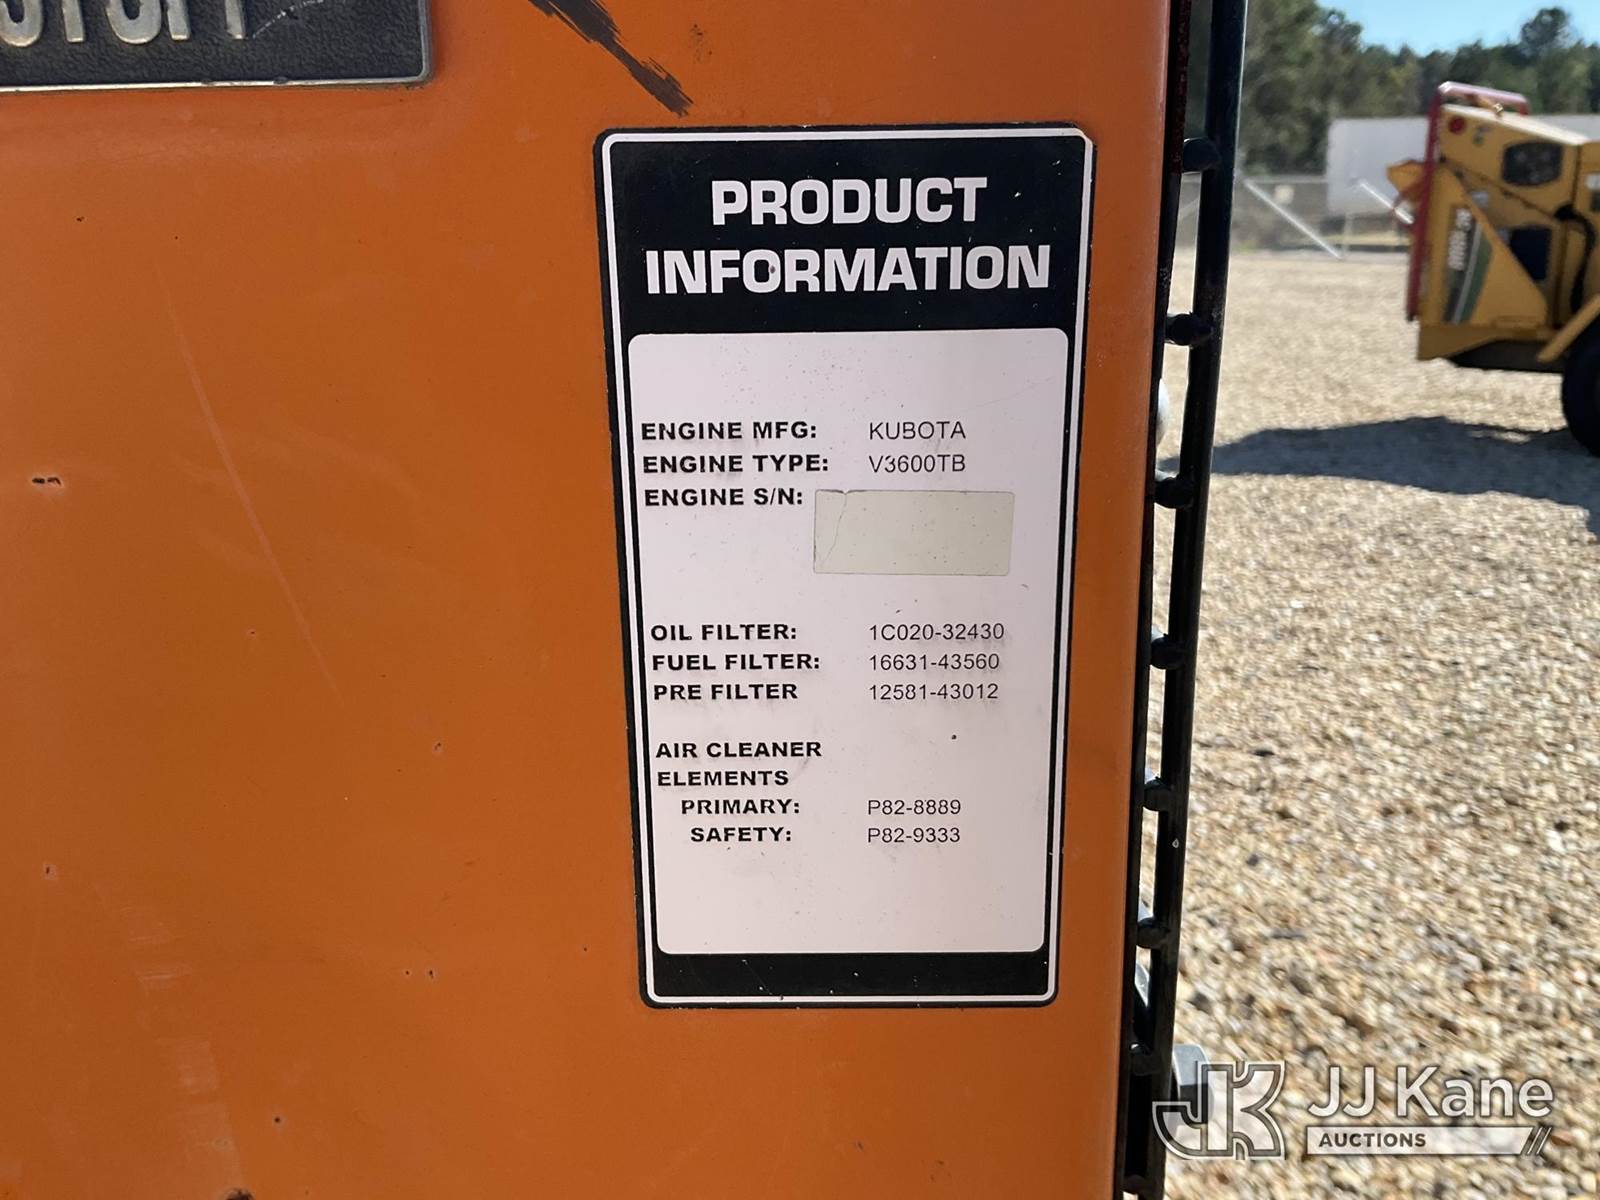 PRODUCT
INFORMATION
ENGINE MFG: KUBOTA
ENGINE TYPE: V3600TB
ENGINE S/N:
OIL FILTER: 1C020-32430
FUEL FILTER: 16631-43560
PRE FILTER 12581-43012
AIR CLEANER
ELEMENTS
PRIMARY: P82-8889
SAFETY: P82-9333
JJ Kane
AUCTIONS